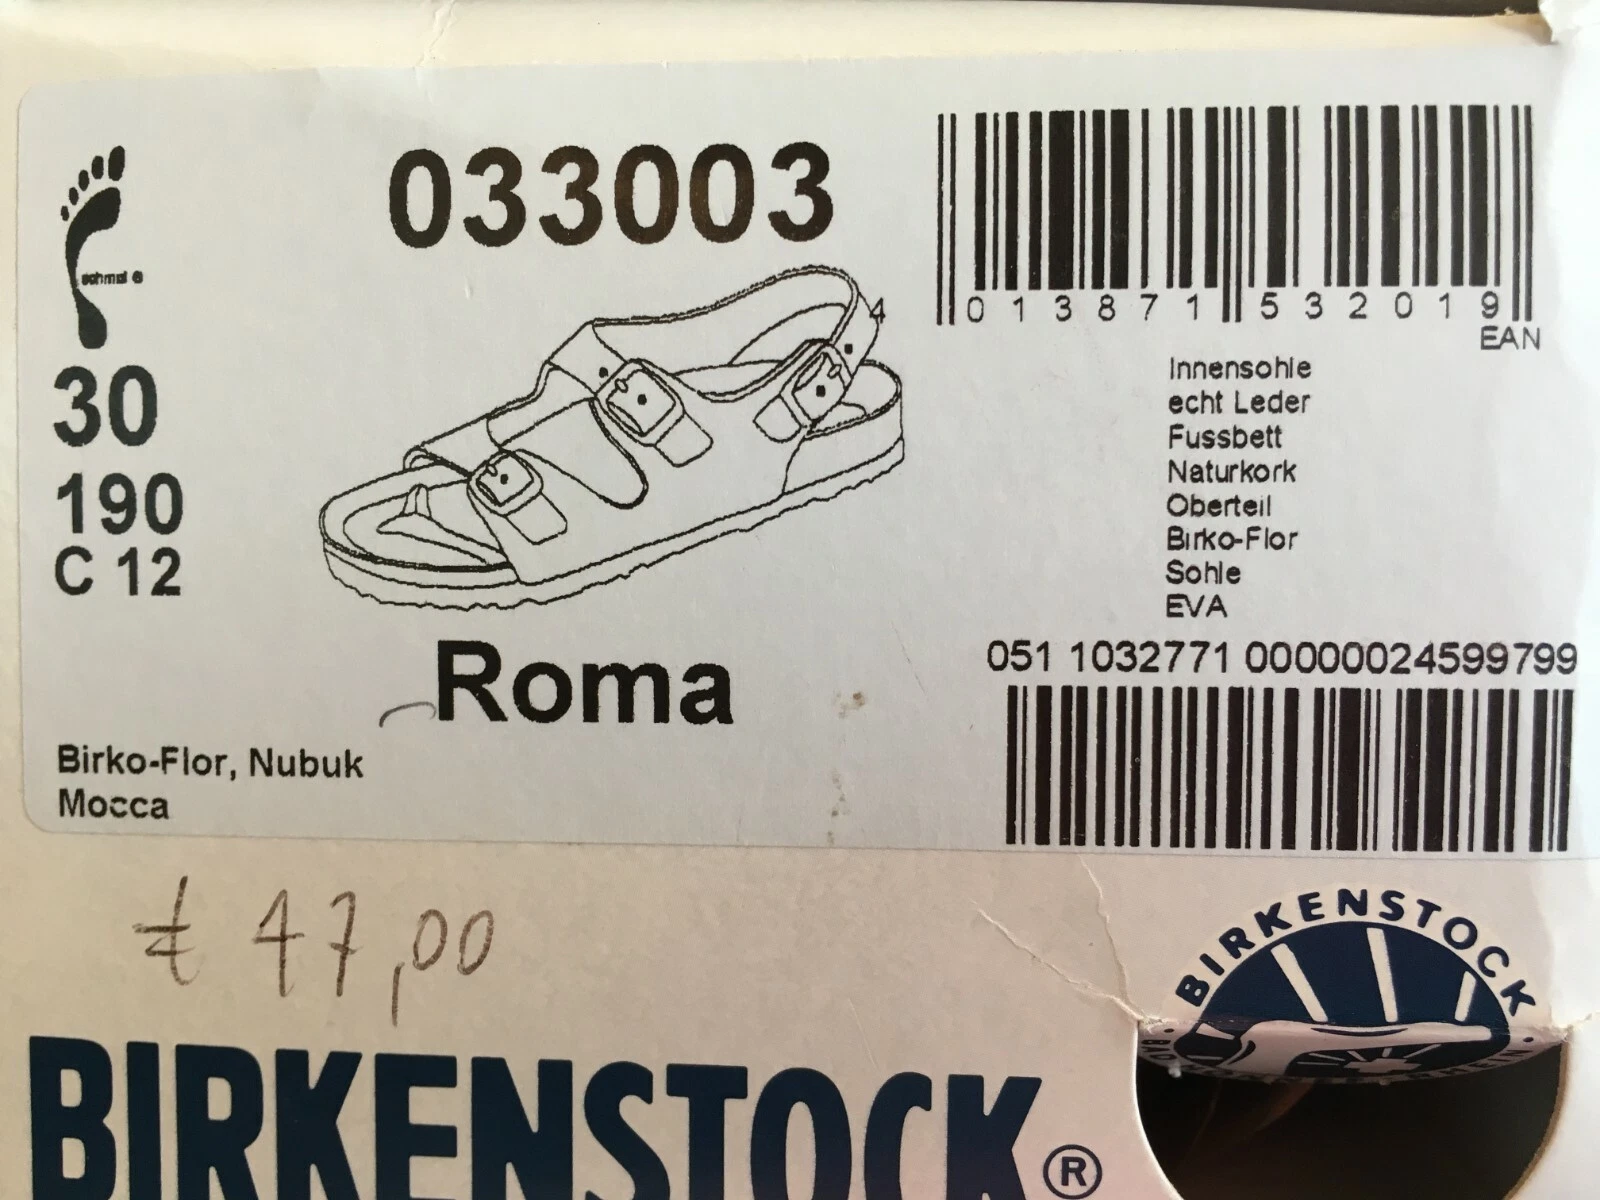 033003
schmal
30
190
C 12
4 013871 532019
EAN
Innensohle
echt Leder
Fussbett
Naturkork
Oberteil
Birko-Flor
Sohle
EVA
051 1032771 00000024599799
Roma
Birko-Flor, Nubuk
Mocca
€ 47,00
BIRKENSTOCK
BIRKENSTOCK®